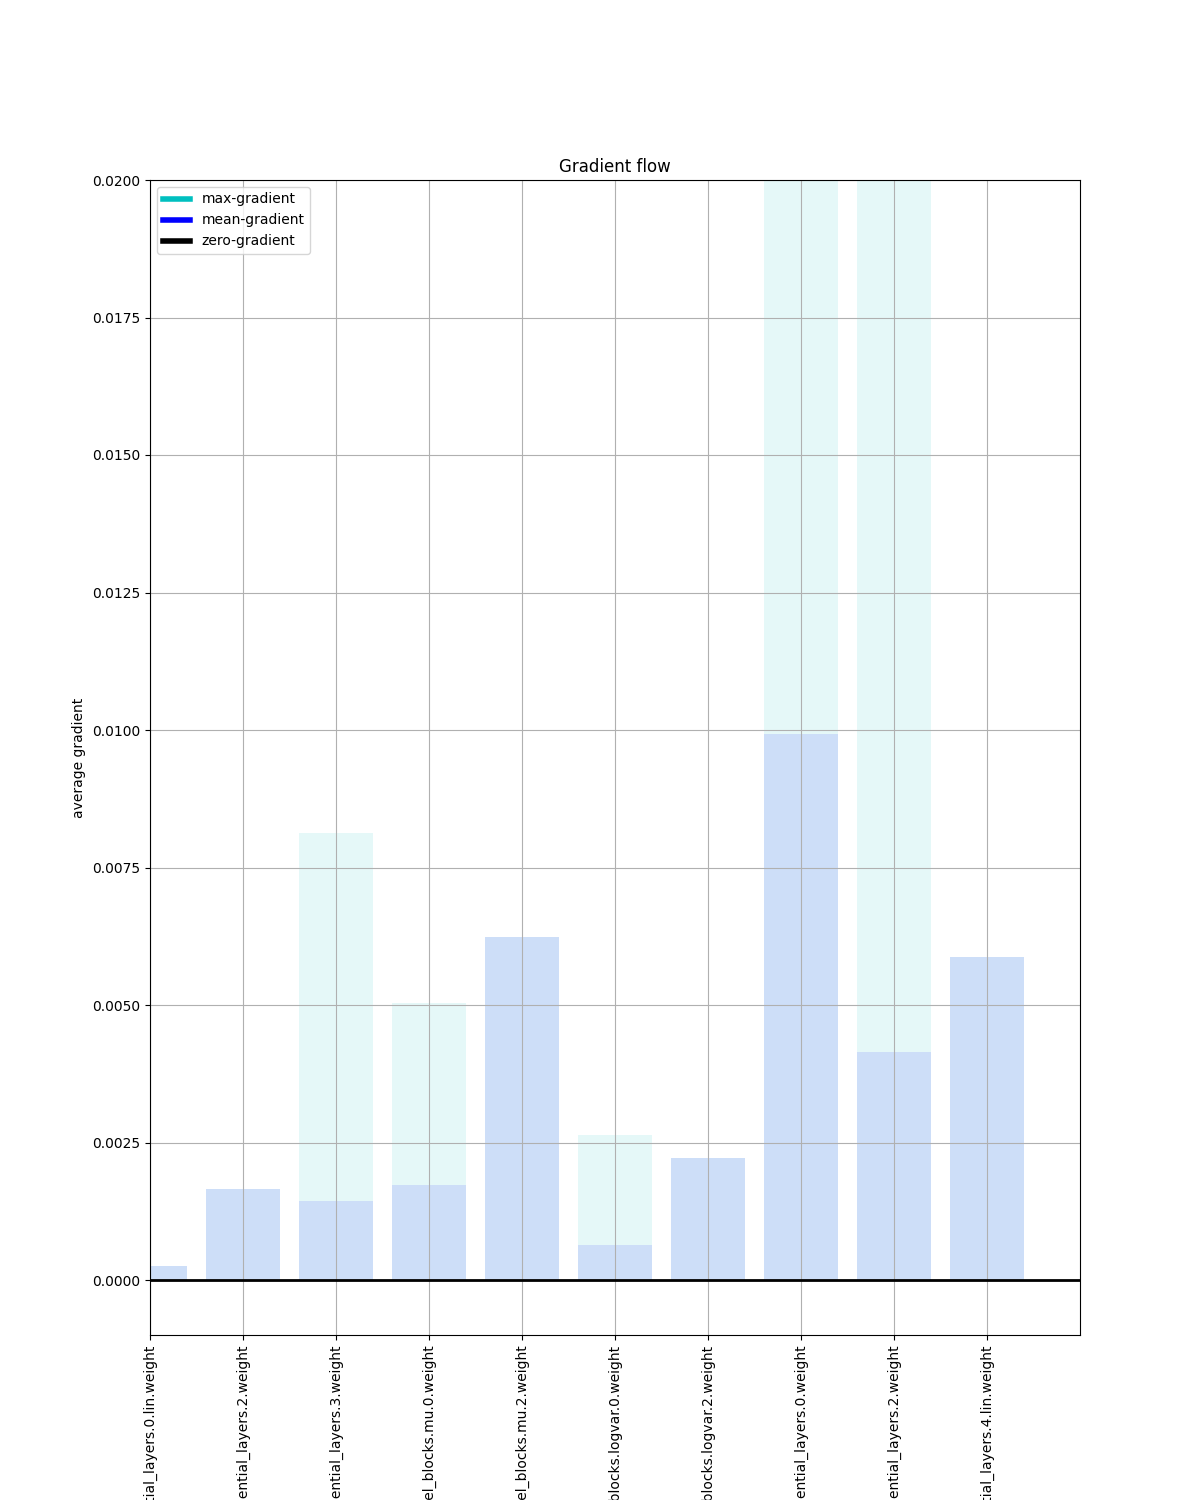 Gradient flow
max-gradient
mean-gradient
zero-gradient
0.0200
0.0175
0.0150
0.0125
0.0100
0.0075
0.0050
0.0025
0.0000
average gradient
tial_layers.0.lin.weight
ential_layers.2.weight
ential_layers.3.weight
el_blocks.mu.0.weight
el_blocks.mu.2.weight
blocks.logvar.0.weight
blocks.logvar.2.weight
ential_layers.0.weight
ential_layers.2.weight
tial_layers.4.lin.weight